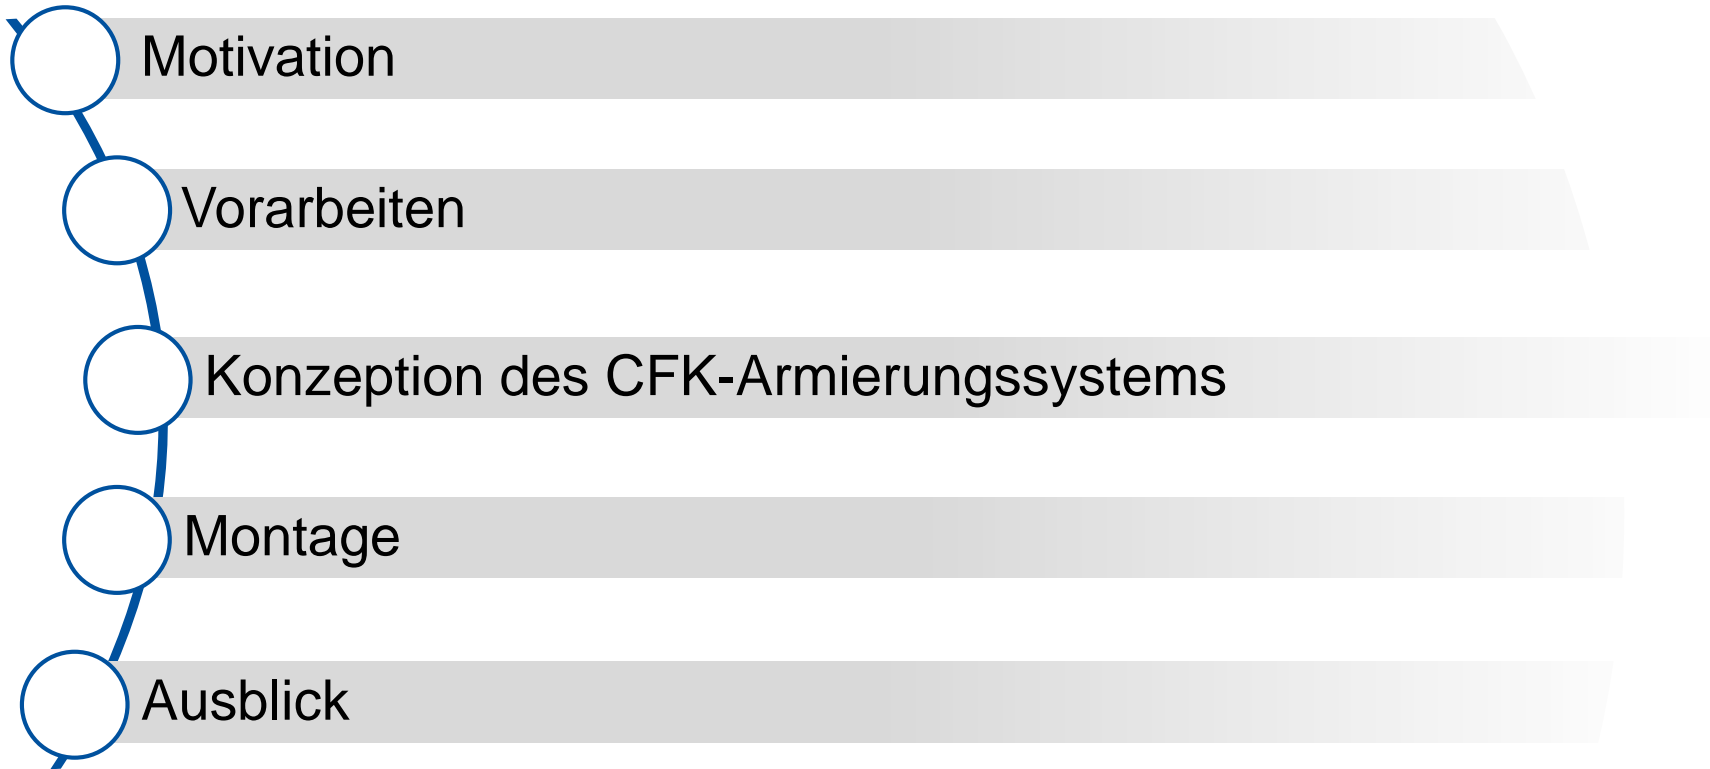 Motivation
Vorarbeiten
Konzeption des CFK-Armierungssystems
Montage
Ausblick